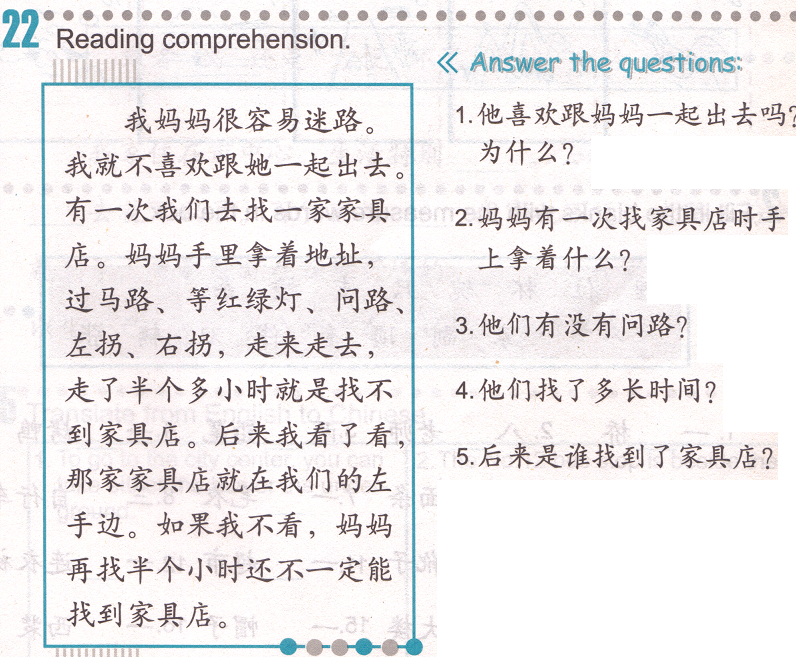 22 Reading comprehension.
我妈妈很容易迷路。
我就不喜欢跟她一起出去。
有一次我们去找一家家具
店。妈妈手里拿着地址，
过马路、等红绿灯、问路、
左拐、右拐，走来走去，
走了半个多小时就是找不
到家具店。后来我看了看，
那家家具店就在我们的左
手边。如果我不看，妈妈
再找半个小时还不一定能
找到家具店。
« Answer the questions:
1.他喜欢跟妈妈一起出去吗?
为什么?
2.妈妈有一次找家具店时手
上拿着什么?
3.他们有没有问路?
4.他们找了多长时间?
5.后来是谁找到了家具店?